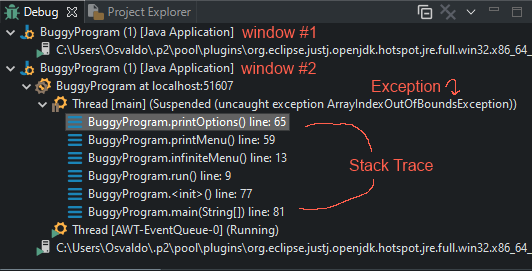 Debug Project Explorer
BuggyProgram (1) [Java Application] window #1
C:\Users\Osvaldo\.p2\pool\plugins\org.eclipse.justj.openjdk.hotspot.jre.full.win32.x86_64_
BuggyProgram (1) [Java Application] window #2
BuggyProgram at localhost:51607
Exception
Thread [main] (Suspended (uncaught exception ArrayIndexOutOfBoundsException))
BuggyProgram.printOptions() line: 65
BuggyProgram.printMenu() line: 59
BuggyProgram.infiniteMenu() line: 13
Stack Trace
BuggyProgram.run() line: 9
BuggyProgram.<init>() line: 77
BuggyProgram.main(String[]) line: 81
Thread [AWT-EventQueue-0] (Running)
C:\Users\Osvaldo\.p2\pool\plugins\org.eclipse.justj.openjdk.hotspot.jre.full.win32.x86_64_